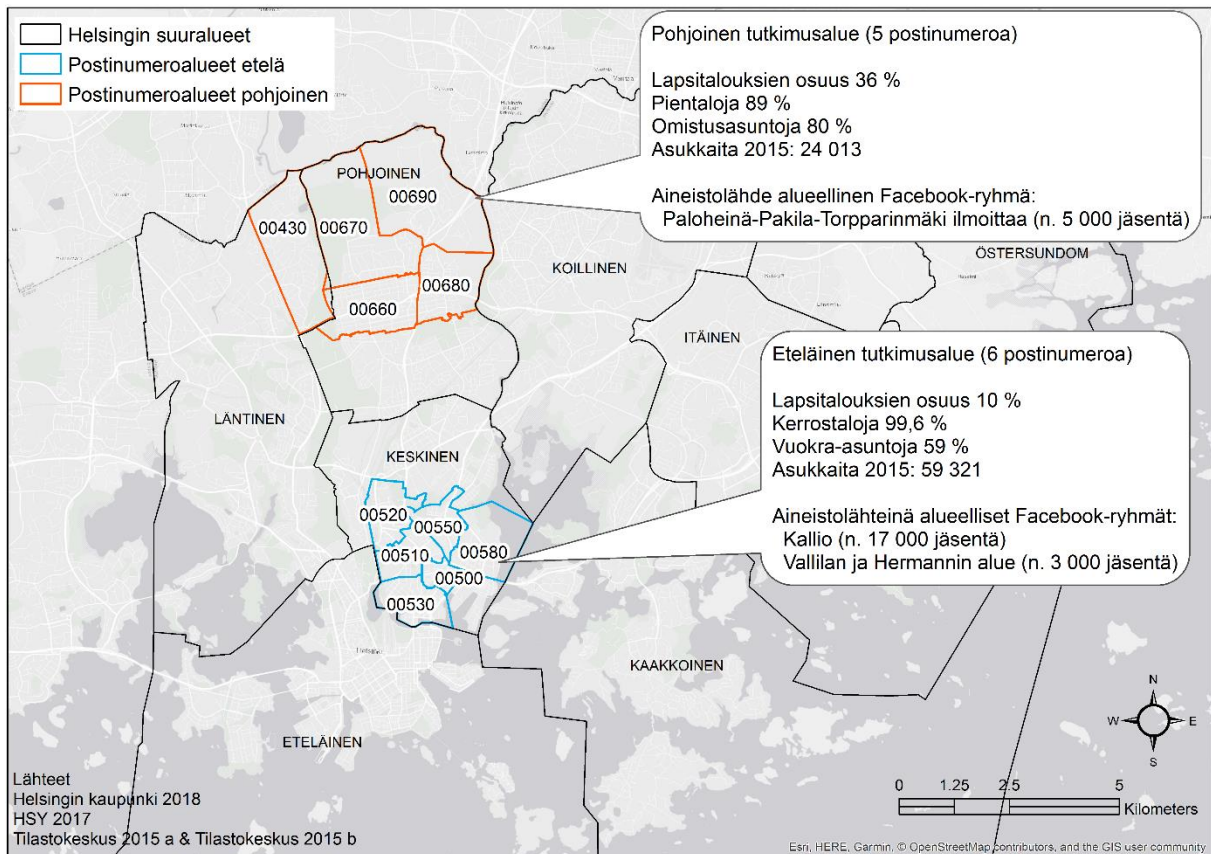 Helsingin suuralueet
Postinumeroalueet etelä
Postinumeroalueet pohjoinen
Pohjoinen tutkimusalue (5 postinumeroa)
Lapsitalouksien osuus 36 %
Pientaloja 89 %
Omistusasuntoja 80 %
Asukkaita 2015: 24 013
Aineistolähde alueellinen Facebook-ryhmä:
Paloheinä-Pakila-Torpparinmäki ilmoittaa (n. 5 000 jäsentä)
POHJOINEN
00690
00430
00670
00680
00660
KOILLINEN
ÖSTERSUNDOM
ITÄINEN
Eteläinen tutkimusalue (6 postinumeroa)
Lapsitalouksien osuus 10 %
Kerrostaloja 99,6 %
Vuokra-asuntoja 59 %
Asukkaita 2015: 59 321
Aineistolähteinä alueelliset Facebook-ryhmät:
Kallio (n. 17 000 jäsentä)
Vallilan ja Hermannin alue (n. 3 000 jäsentä)
LÄNTINEN
KESKINEN
00520
00550
00510
00580
00500
00530
KAAKKOINEN
ETELÄINEN
N
W
E
S
0
1.25
2.5
5
Kilometers
Lähteet
Helsingin kaupunki 2018
HSY 2017
Tilastokeskus 2015 a & Tilastokeskus 2015 b
Esri, HERE, Garmin, © OpenStreetMap contributors, and the GIS user community